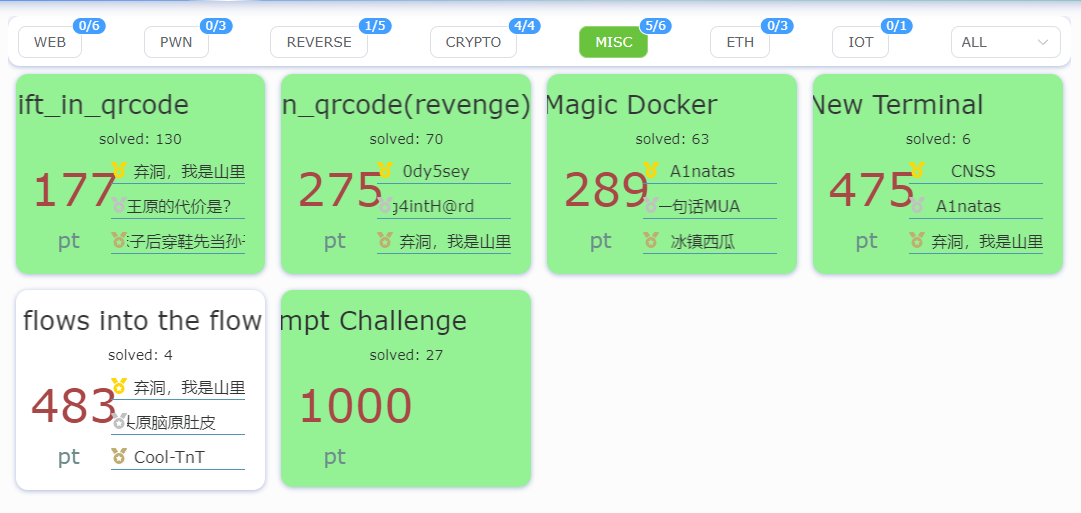 WEB 0/6 PWN 0/3 REVERSE 1/5 CRYPTO 4/4 MISC 5/6 ETH 0/3 IOT 0/1 ALL
ift_in_qrcode
solved: 130
177
pt
弃洞，我是山里
王原的代价是?
子后穿鞋先当孙
n_qrcode(revenge)
solved: 70
275
pt
0dy5sey
g4intH@rd
弃洞，我是山里
Magic Docker
solved: 63
289
pt
A1natas
一句话MUA
冰镇西瓜
New Terminal
solved: 6
475
pt
CNSS
A1natas
弃洞，我是山里
flows into the flow
solved: 4
483
pt
弃洞，我是山里
原脑原肚皮
Cool-TnT
mpt Challenge
solved: 27
1000
pt